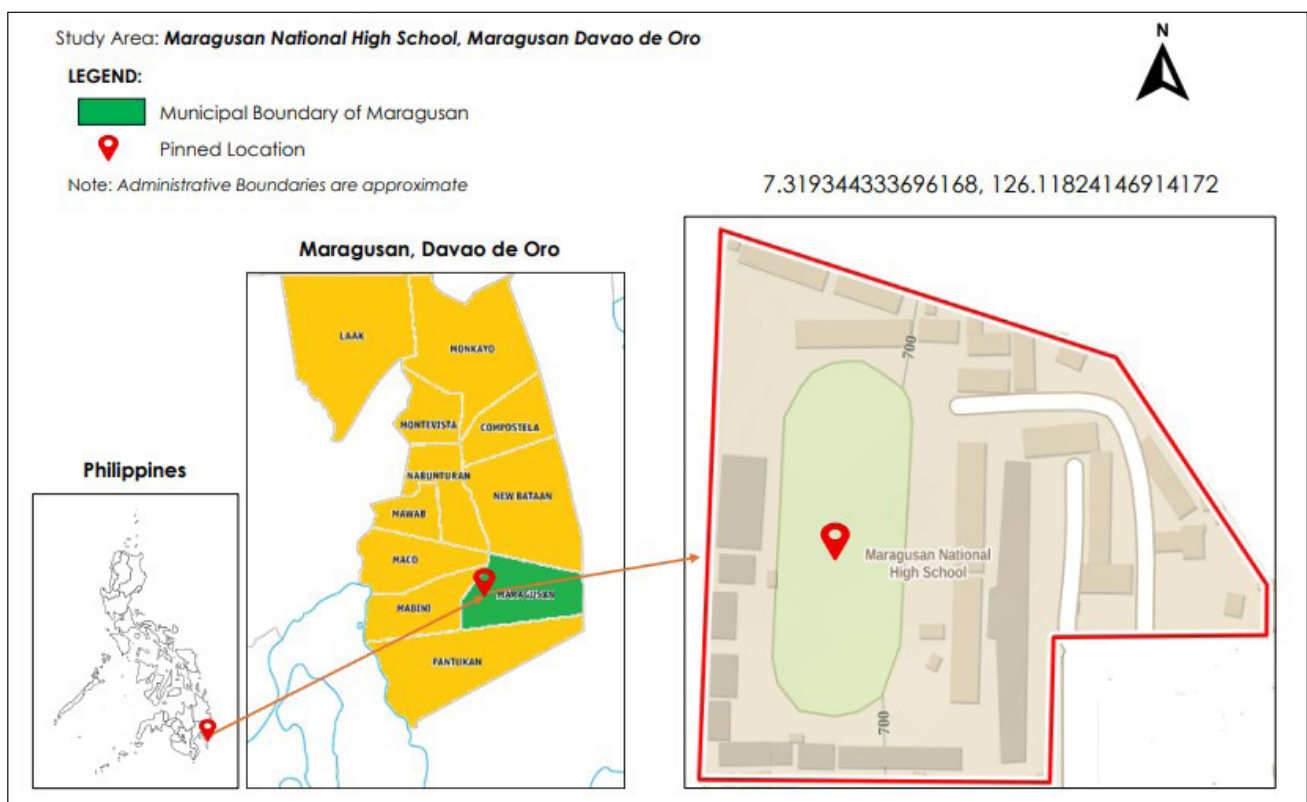 Study Area: Maragusan National High School, Maragusan Davao de Oro
N
LEGEND:
Municipal Boundary of Maragusan
Pinned Location
Note: Administrative Boundaries are approximate
7.319344333696168, 126.11824146914172
Maragusan, Davao de Oro
LAAK
MONKAYO
MONTEVISTA
COMPOSTELA
NABUNTURAN
NEW BATAAN
MAWAB
MACO
MARAGUSAN
MABINI
PANTUKAN
Philippines
700
Maragusan National
High School
700